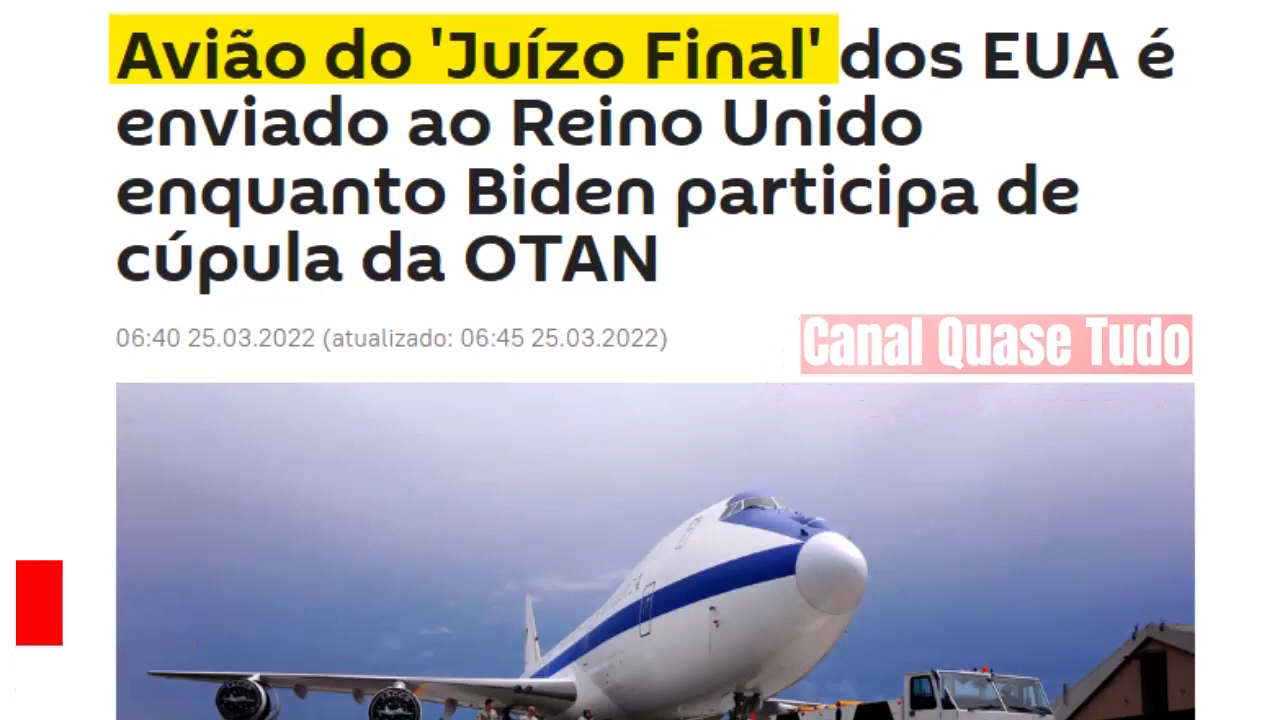 Avião do 'Juízo Final' dos EUA é
enviado ao Reino Unido
enquanto Biden participa de
cúpula da OTAN
06:40 25.03.2022 (atualizado: 06:45 25.03.2022)
Canal Quase Tudo